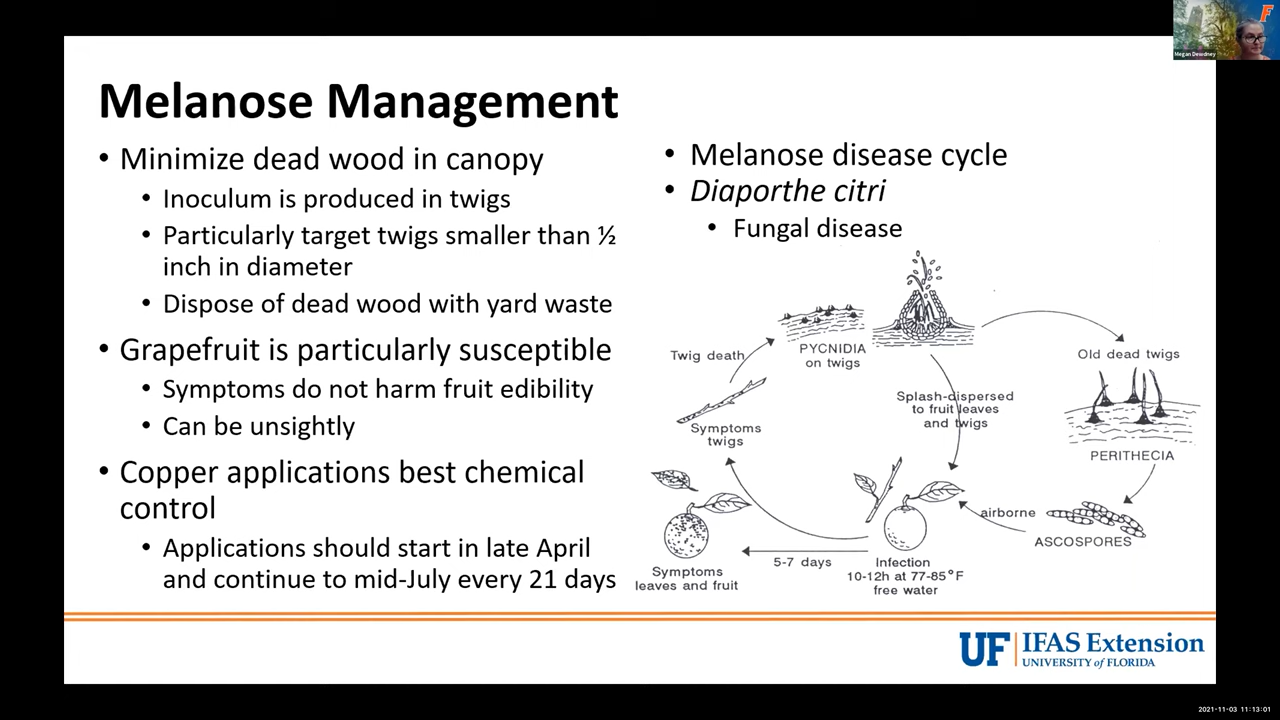 Megan Dewdney
Melanose Management
• Minimize dead wood in canopy
• Inoculum is produced in twigs
• Particularly target twigs smaller than ½
inch in diameter
• Dispose of dead wood with yard waste
• Grapefruit is particularly susceptible
• Symptoms do not harm fruit edibility
• Can be unsightly
• Copper applications best chemical
control
• Applications should start in late April
and continue to mid-July every 21 days
• Melanose disease cycle
• Diaporthe citri
• Fungal disease
Twig death
PYCNIDIA
on twigs
Old dead twigs
Splash-dispersed
to fruit leaves
and twigs
Symptoms
twigs
PERITHECIA
airborne
ASCOSPORES
5-7 days
Infection
10-12h at 77-85°F
free water
Symptoms
leaves and fruit
UF IFAS Extension
UNIVERSITY of FLORIDA
2021-11-03 11:13:01
F